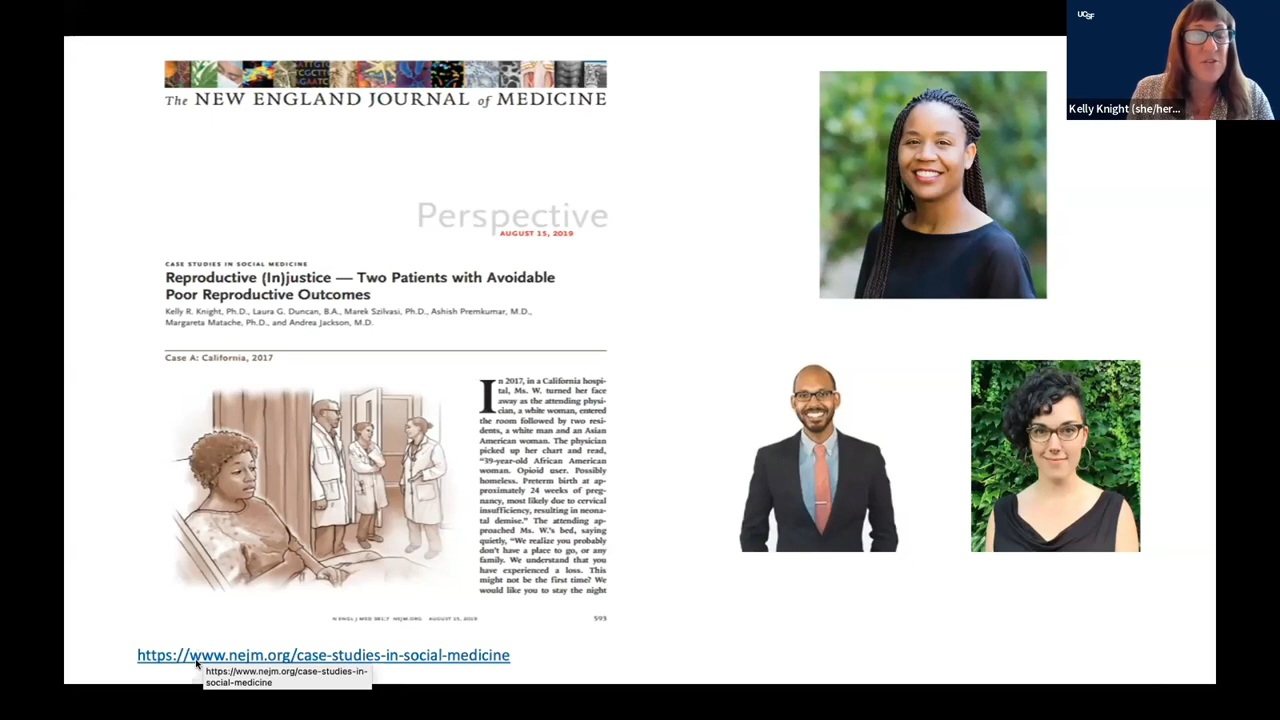 The NEW ENGLAND JOURNAL of MEDICINE
Perspective
AUGUST 15, 2019
CASE STUDIES IN SOCIAL MEDICINE
Reproductive (In)justice — Two Patients with Avoidable
Poor Reproductive Outcomes
Kelly R. Knight, Ph.D., Laura G. Duncan, B.A., Marek Szilvasi, Ph.D., Ashish Premkumar, M.D.,
Margareta Matache, Ph.D., and Andrea Jackson, M.D.
Case A: California, 2017
In 2017, in a California hospi-
tal, Ms. W. turned her face
away as the attending physi-
cian, a white woman, entered
the room followed by two resi-
dents, a white man and an Asian
American woman. The physician
picked up her chart and read,
“39-year-old African American
woman. Opioid user. Possibly
homeless. Preterm birth at ap-
proximately 24 weeks of preg-
nancy, most likely due to cervical
insufficiency, resulting in neona-
tal demise.” The attending ap-
proached Ms. W.’s bed, saying
quietly, “We realize you probably
don’t have a place to go, or any
family. We understand that you
have experienced a loss. This
might not be the first time? We
would like you to stay the night
NEJM.ORG AUGUST 15, 2019
593
https://www.nejm.org/case-studies-in-social-medicine
https://www.nejm.org/case-studies-in-
social-medicine
UCSF
Kelly Knight (she/her...